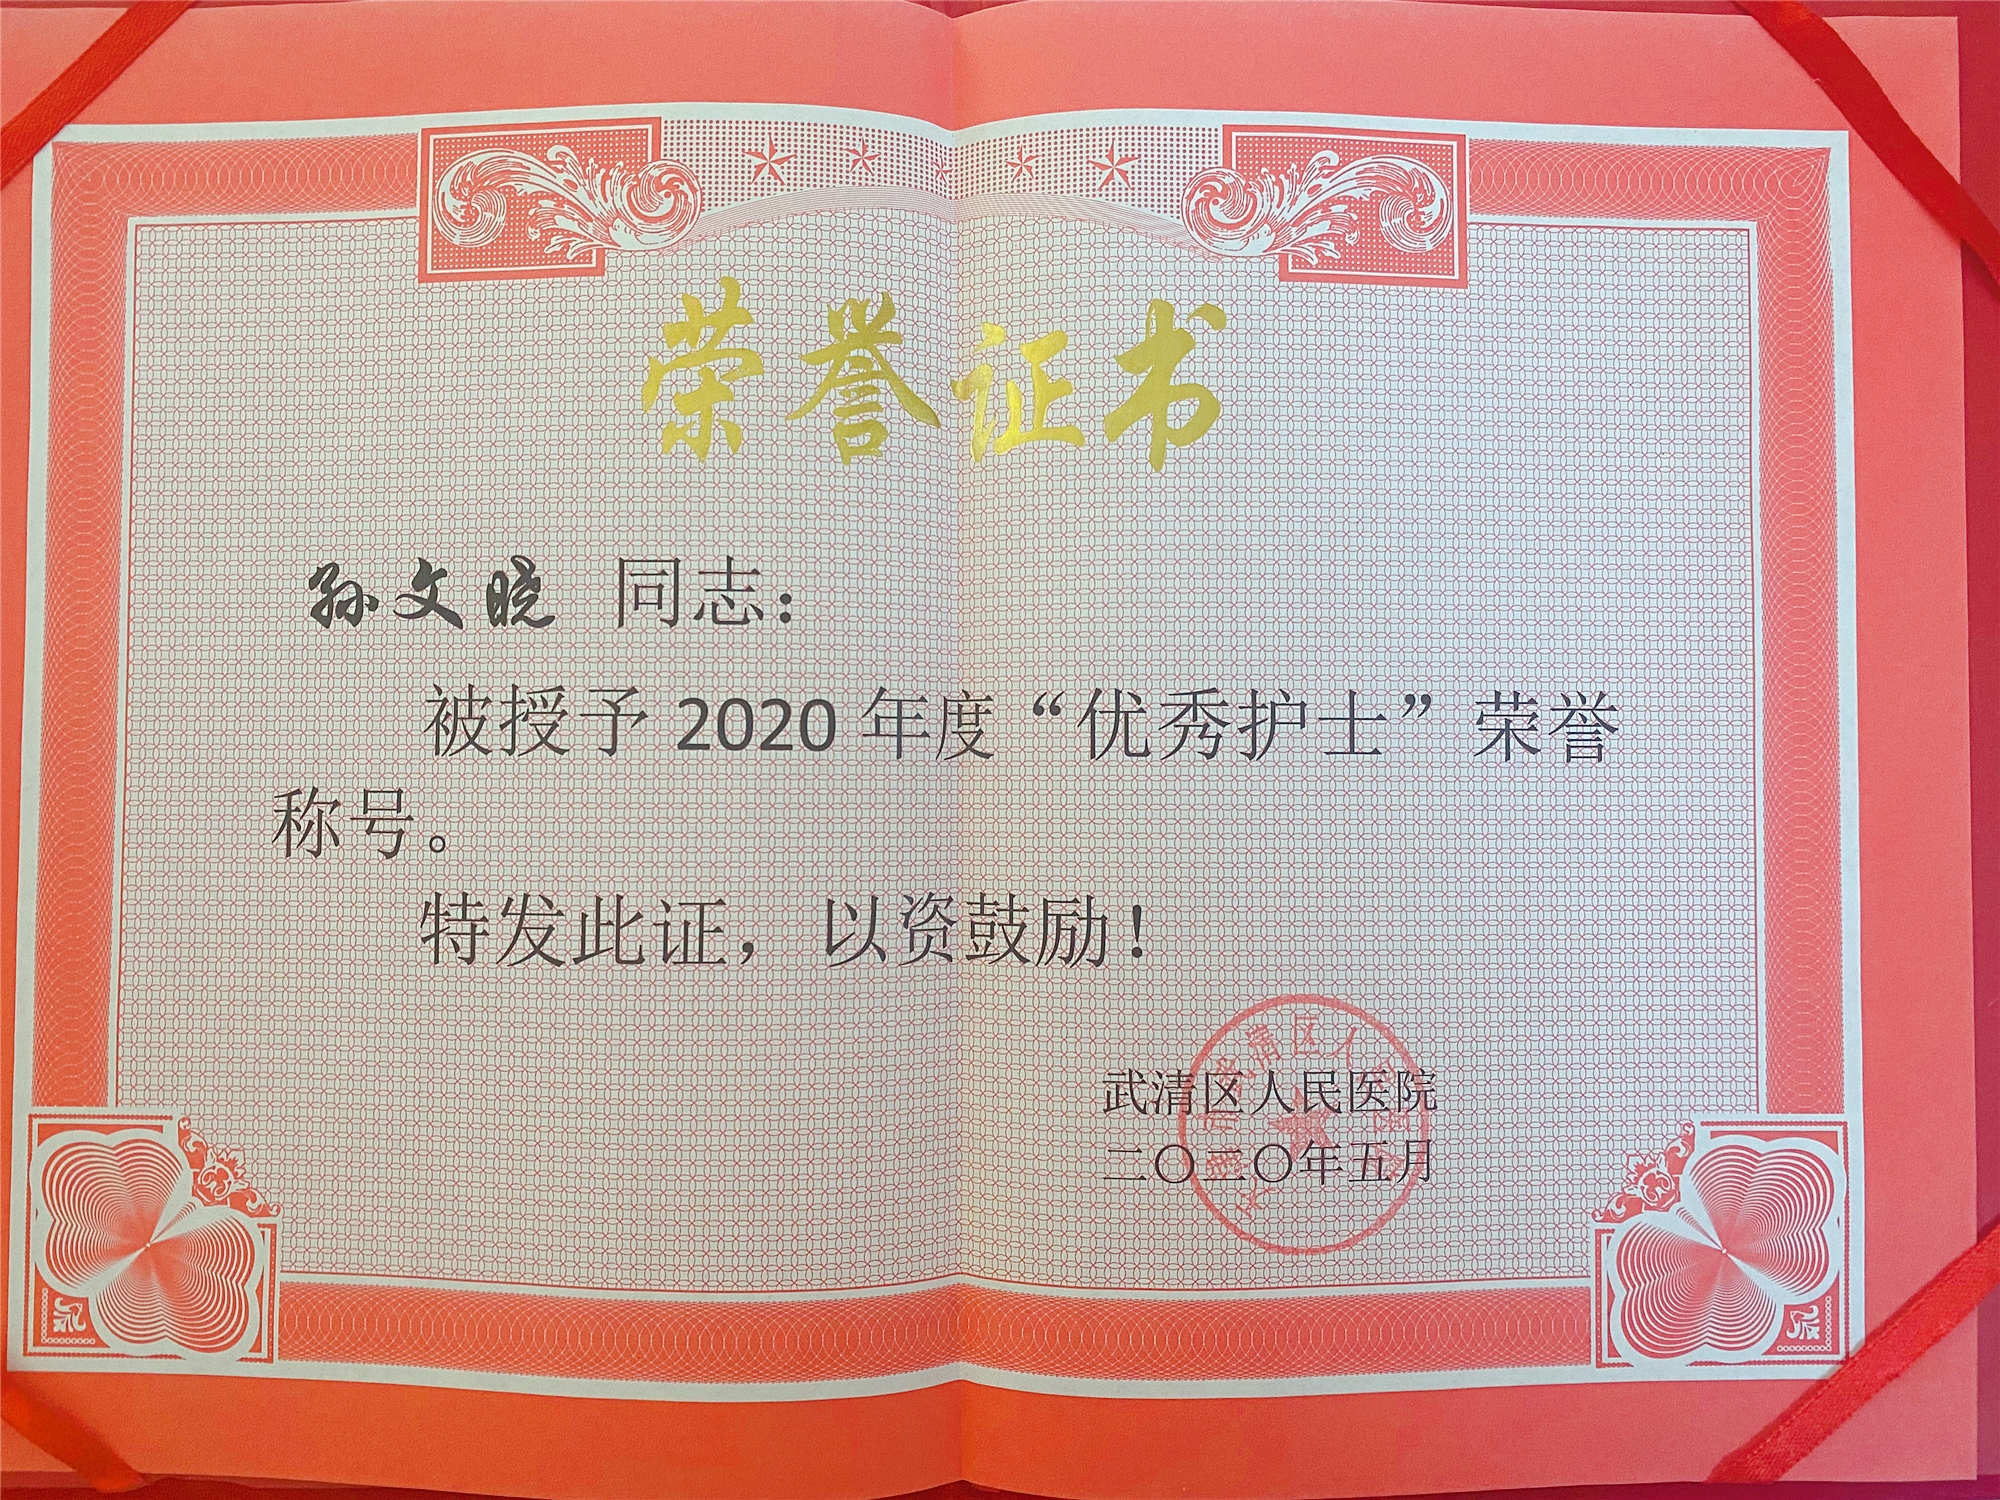 荣誉证书
孙文晓 同志：
被授予 2020 年度“优秀护士”荣誉
称号。
特发此证，以资鼓励！
武清区人民医院
二〇二〇年五月